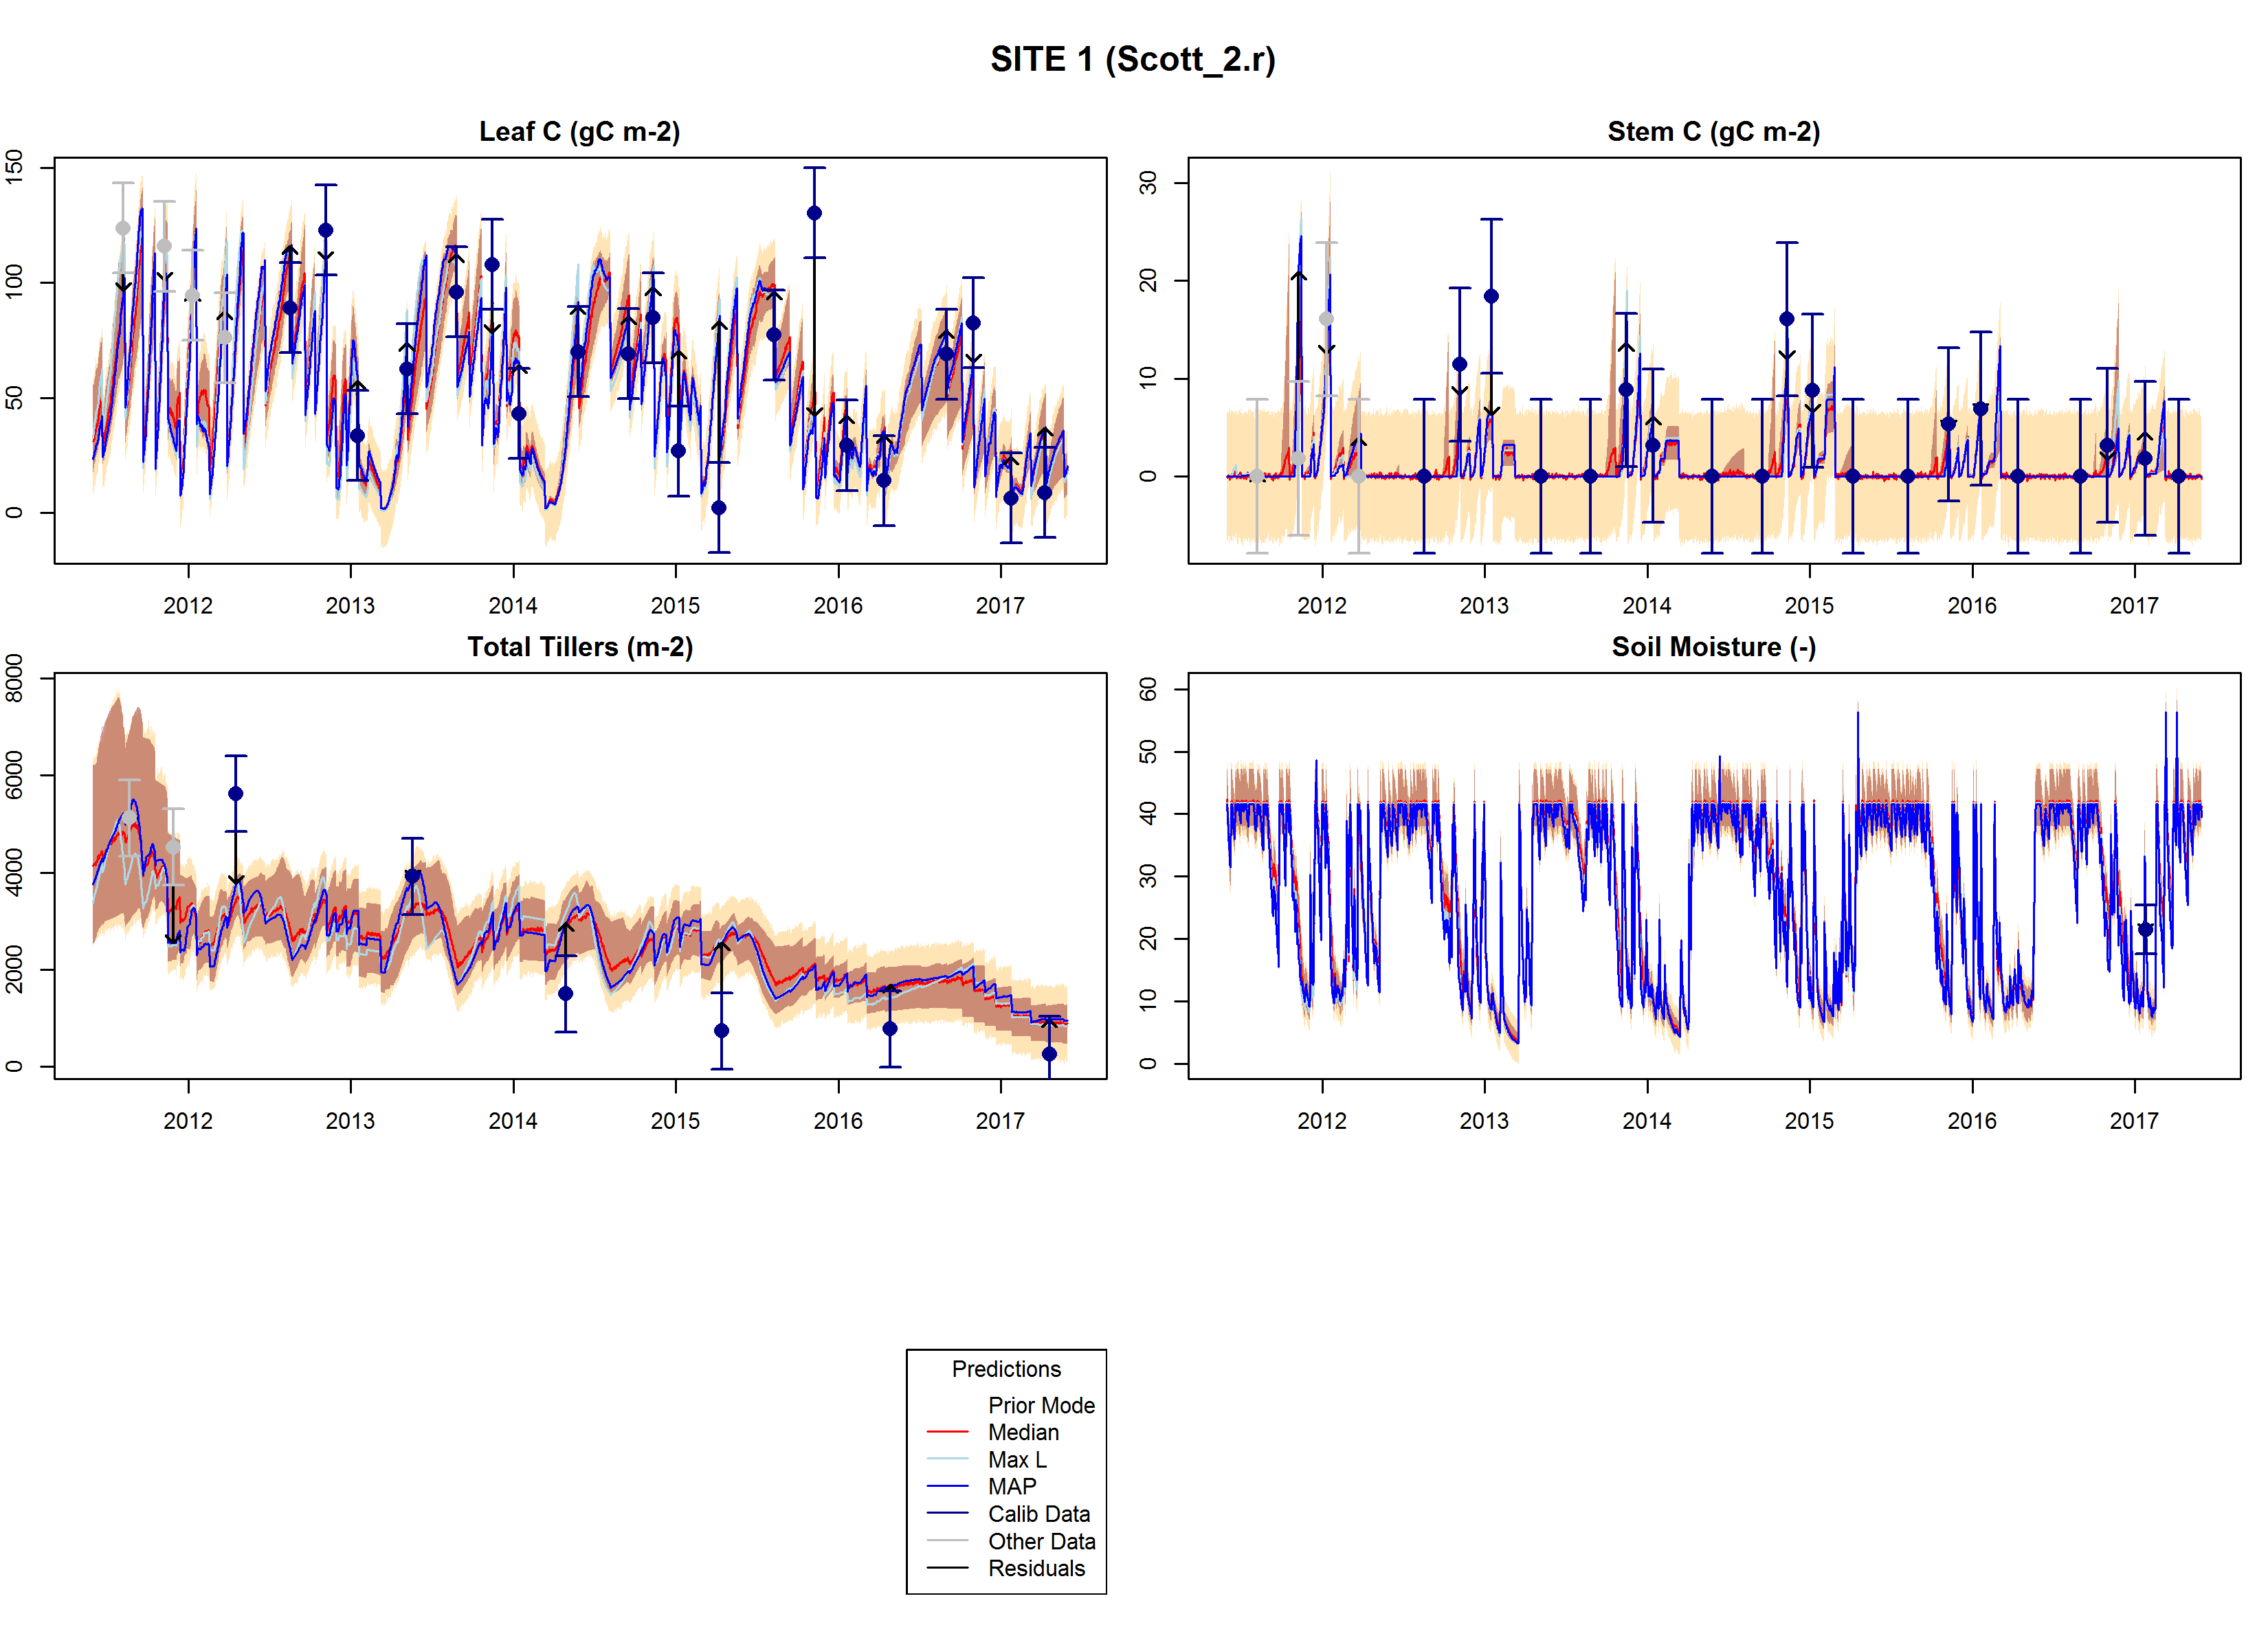 SITE 1 (Scott_2.r)
Leaf C (gC m-2)
150
100
50
0
2012 2013 2014 2015 2016 2017
Stem C (gC m-2)
30
20
10
0
2012 2013 2014 2015 2016 2017
Total Tillers (m-2)
8000
6000
4000
2000
0
2012 2013 2014 2015 2016 2017
Soil Moisture (-)
60
50
40
30
20
10
0
2012 2013 2014 2015 2016 2017
Predictions
Prior Mode
Median
Max L
MAP
Calib Data
Other Data
Residuals